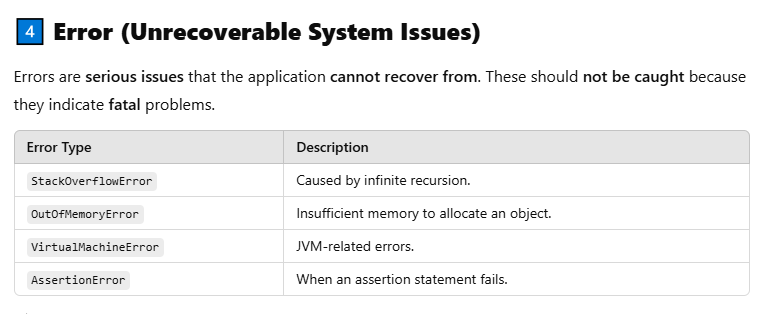 4 Error (Unrecoverable System Issues)
Errors are serious issues that the application cannot recover from. These should not be caught because
they indicate fatal problems.
Error Type Description
StackOverflowError Caused by infinite recursion.
OutOfMemoryError Insufficient memory to allocate an object.
VirtualMachineError JVM-related errors.
AssertionError When an assertion statement fails.